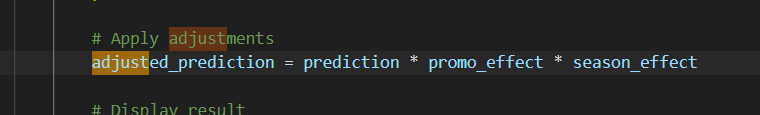 # Apply adjustments
adjusted_prediction = prediction * promo_effect * season_effect
# Display result